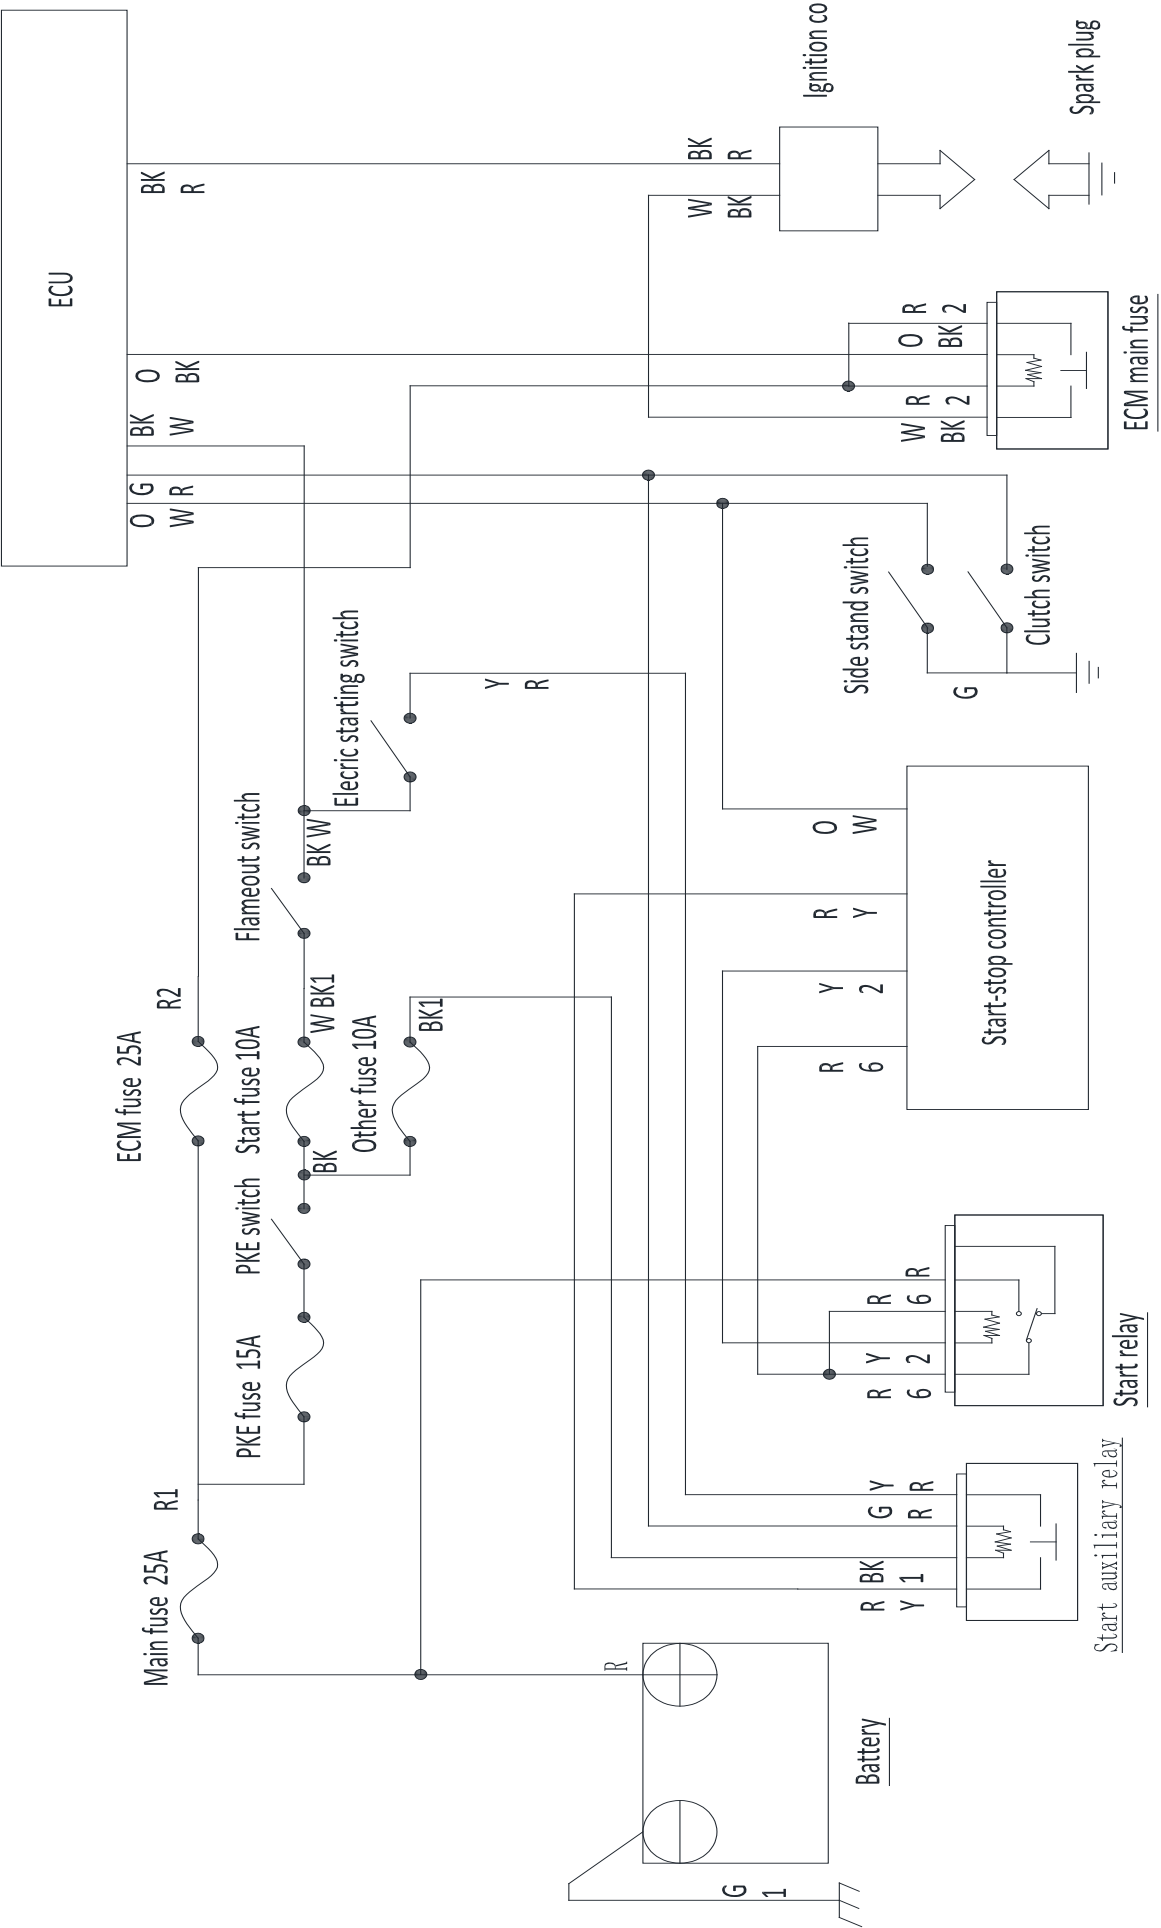 ECU
BK
R
O
BK
BK
W
G
R
O
W
BK
R
W
BK
Ignition co
Spark plug
R
2
O
BK
R
2
W
BK
ECM main fuse
Side stand switch
Clutch switch
G
Elecric starting switch
Y
R
Flameout switch
BK W
W BK1
BK1
R2
ECM fuse 25A
Start fuse 10A
Other fuse 10A
BK
PKE switch
PKE fuse 15A
R1
Main fuse 25A
O
W
R
Y
Y
2
R
6
Start-stop controller
R
R
6
Y
2
R
6
Start relay
Y
R
G
R
BK
1
R
Y
Start auxiliary relay
R
Battery
G
1